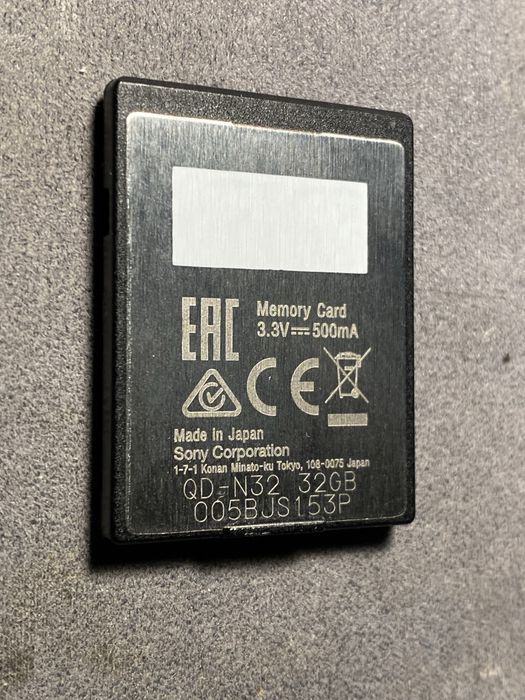 EAC
Memory Card
3.3V⎓500mA
CE
Made in Japan
Sony Corporation
1-7-1 Konan Minato-ku Tokyo, 108-0075 Japan
QD-N32 32GB
005BJS153P